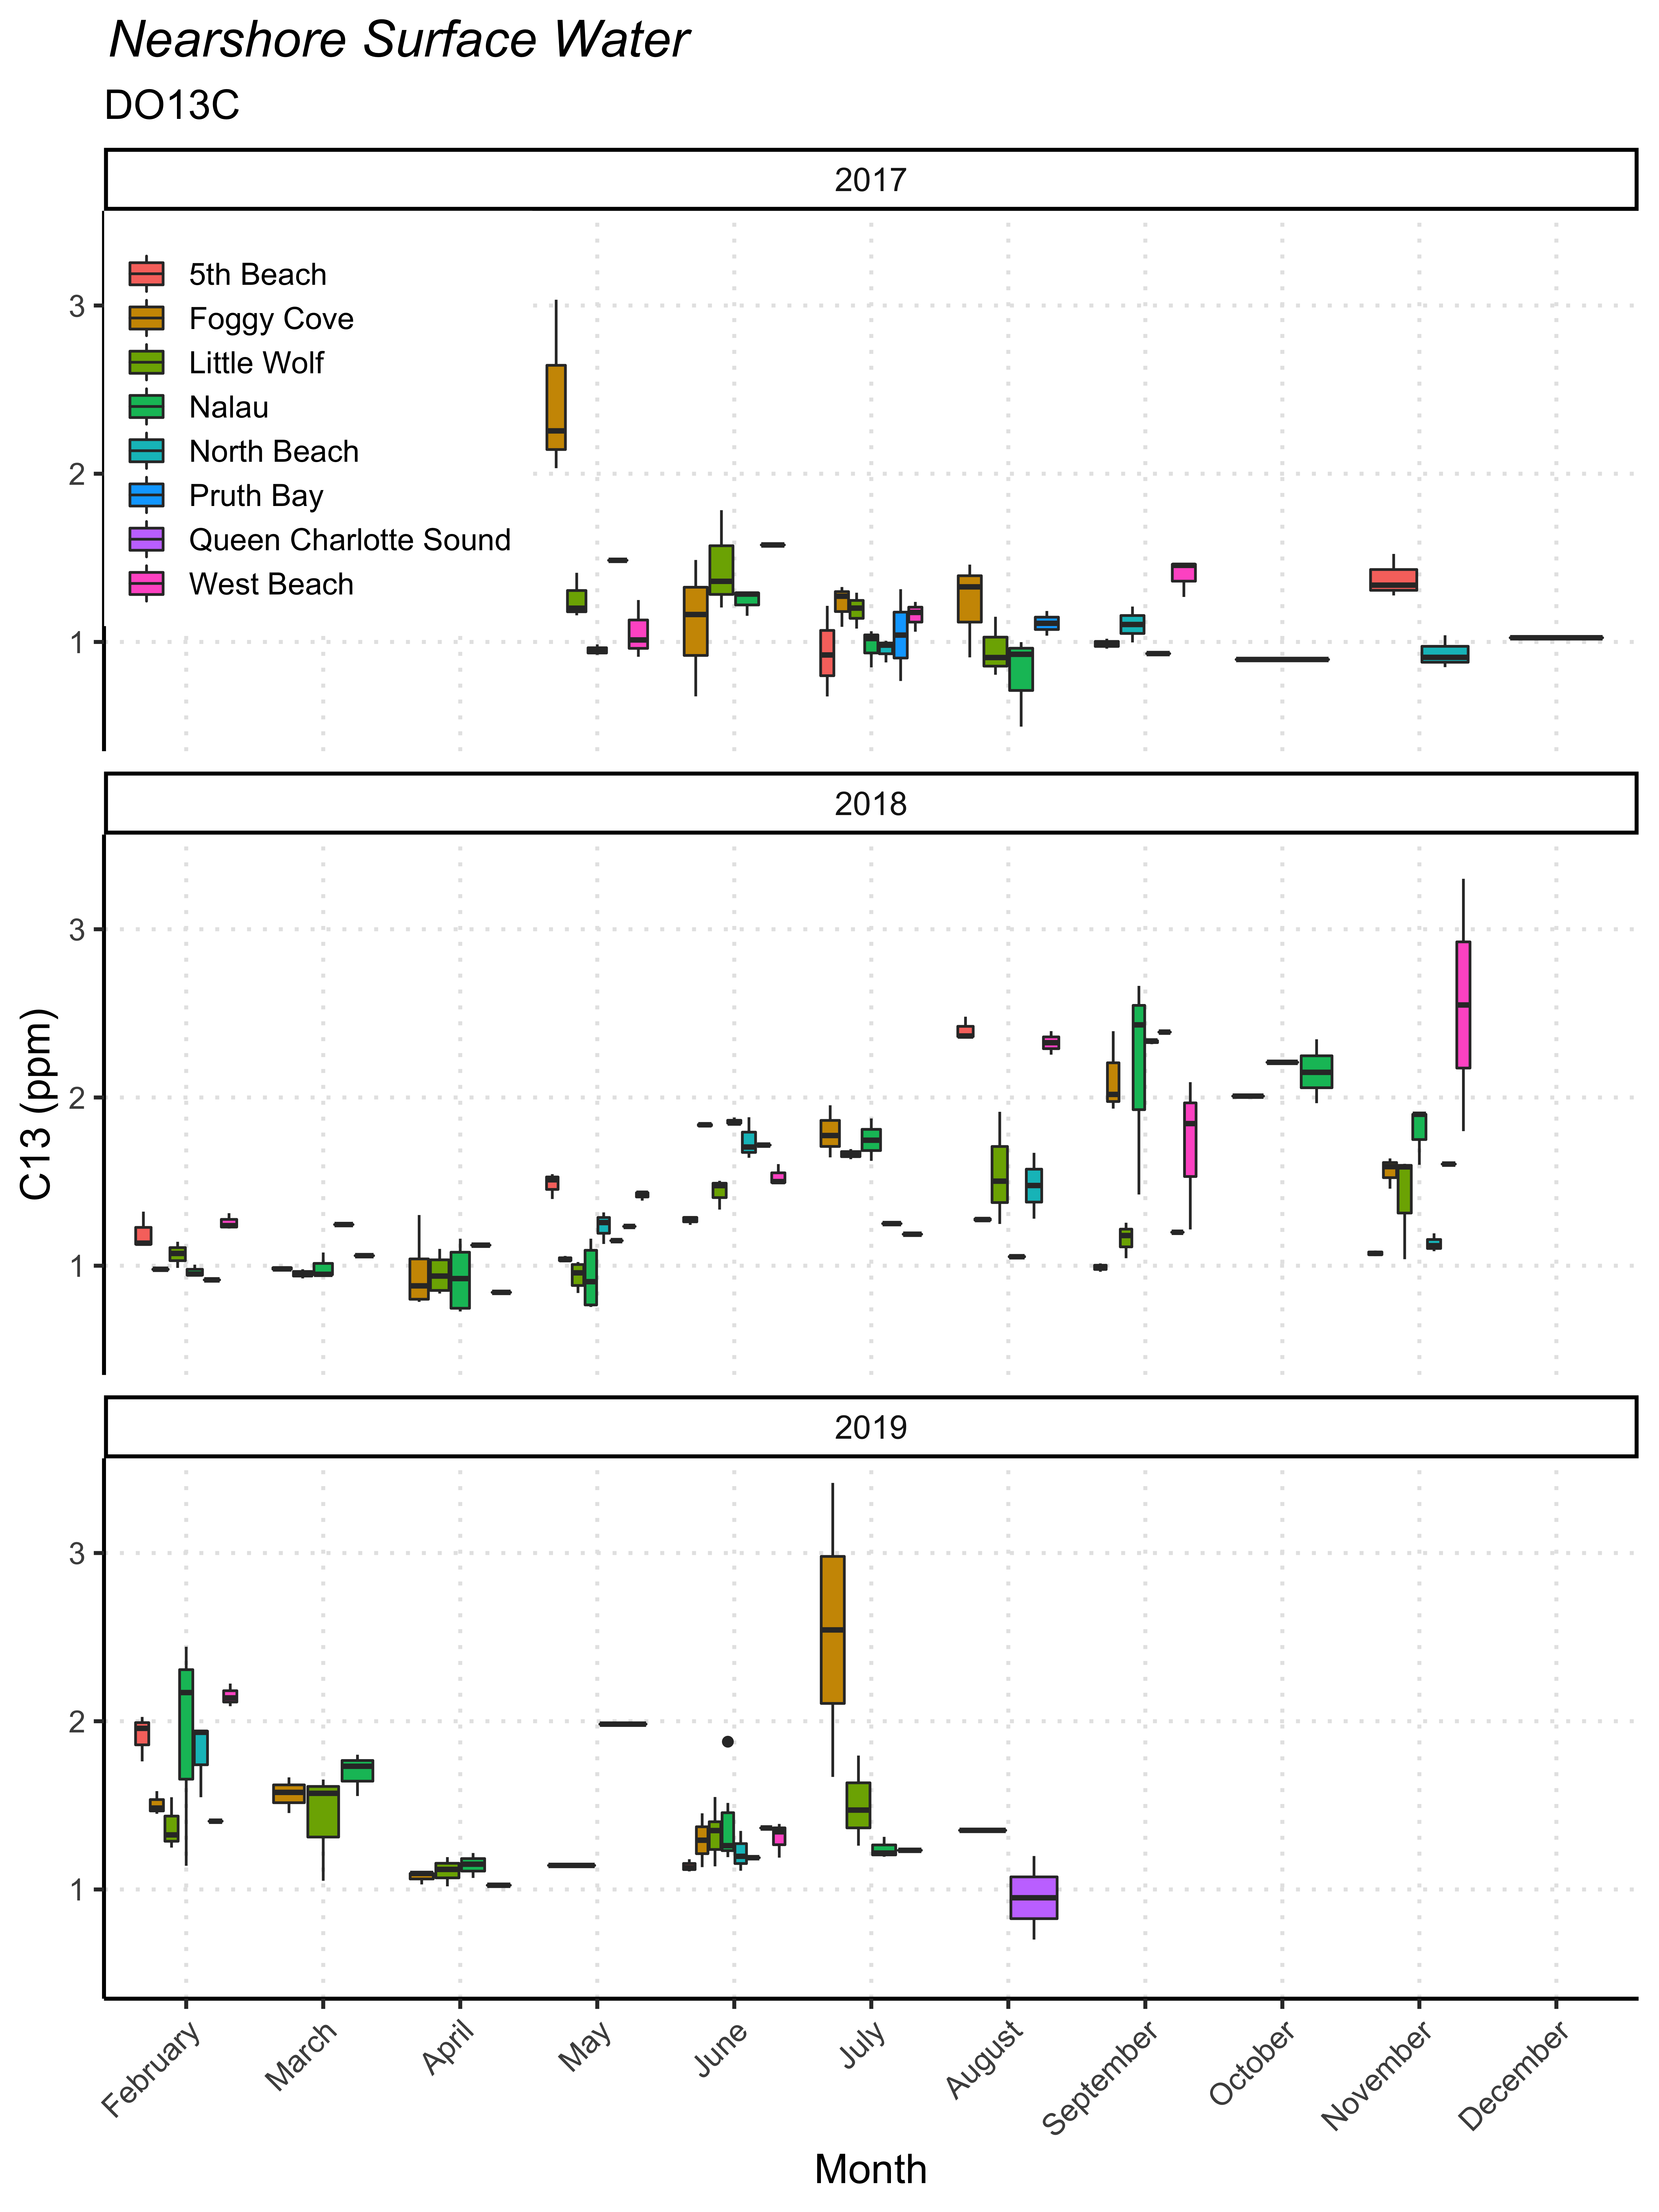 Nearshore Surface Water
DO13C
2017
5th Beach
Foggy Cove
Little Wolf
Nalau
North Beach
Pruth Bay
Queen Charlotte Sound
West Beach
3
2
1
2018
3
2
1
C13 (ppm)
2019
3
2
1
February
March
April
May
June
July
August
September
October
November
December
Month